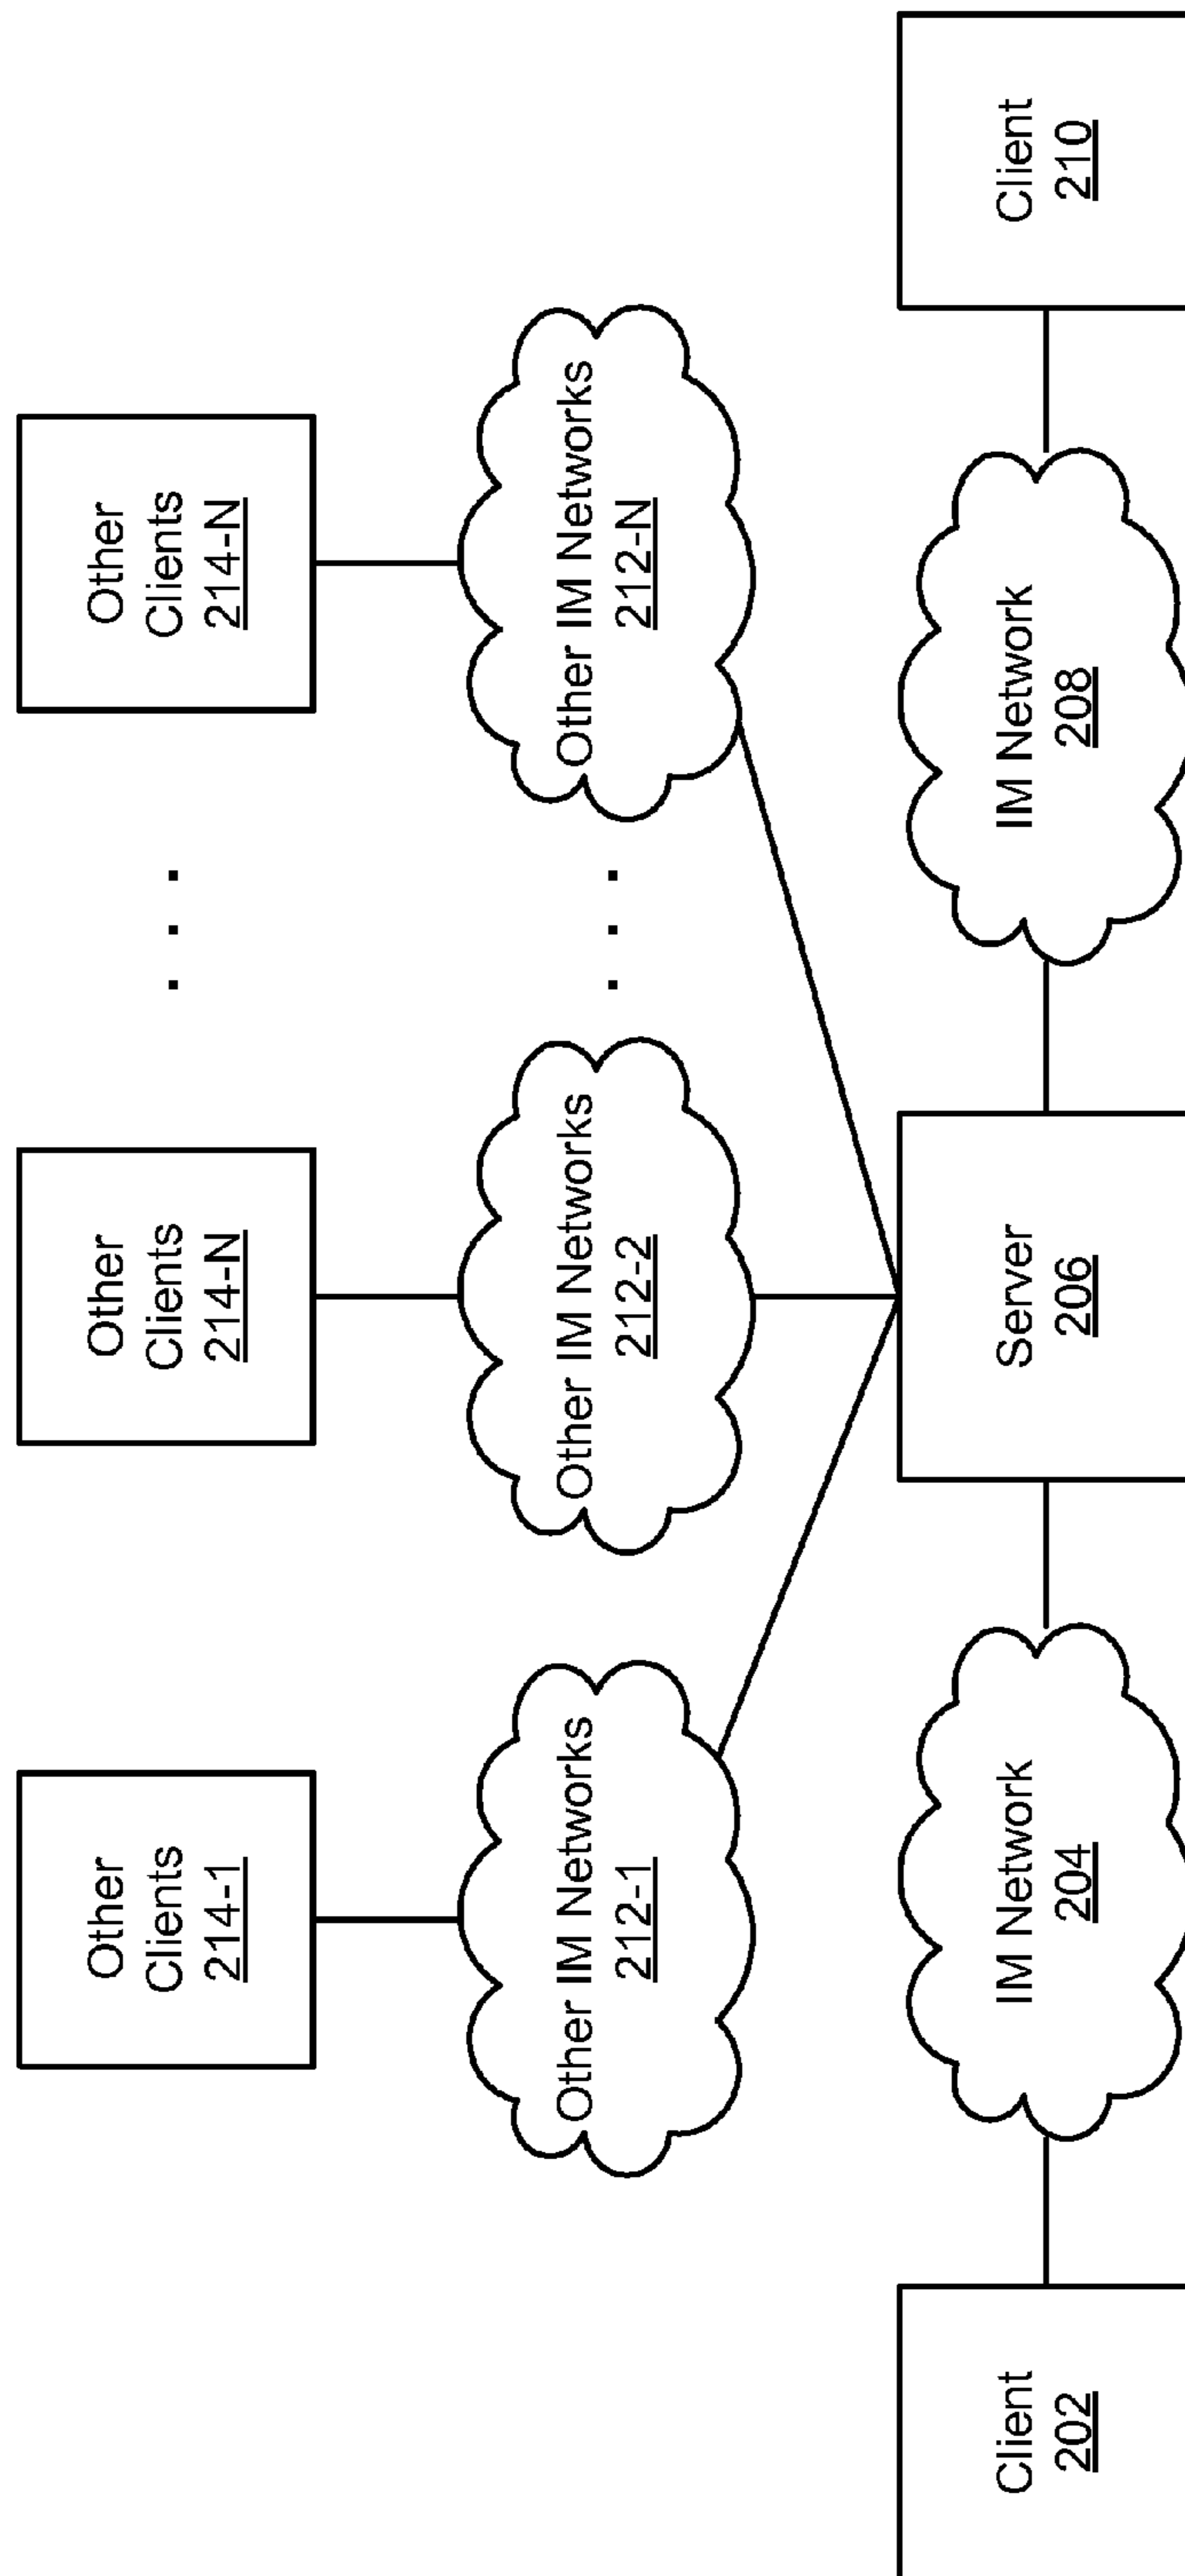 Other
Clients
214-1
Other
Clients
214-N
. . .
Other
Clients
214-N
Other IM Networks
212-1
Other IM Networks
212-2
. . .
Other IM Networks
212-N
Client
202
IM Network
204
Server
206
IM Network
208
Client
210